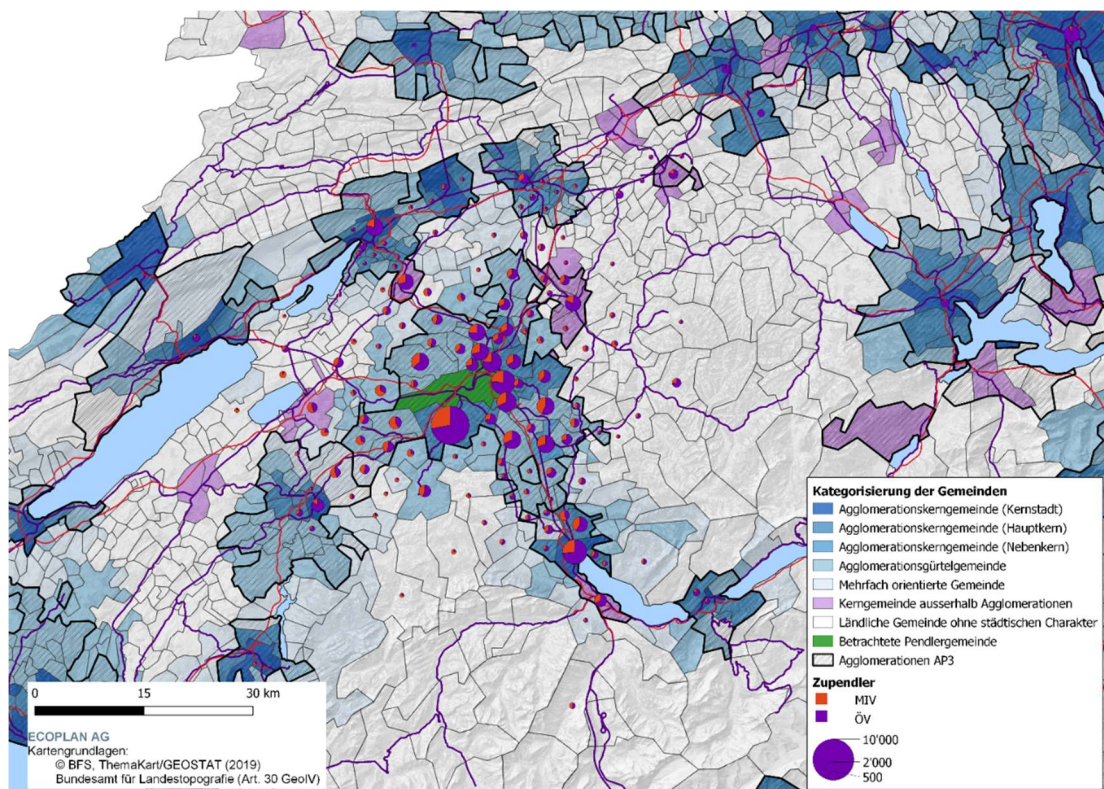 Kategorisierung der Gemeinden
Agglomerationskerngemeinde (Kernstadt)
Agglomerationskerngemeinde (Hauptkern)
Agglomerationskerngemeinde (Nebenkern)
Agglomerationsgürtelgemeinde
Mehrfach orientierte Gemeinde
Kerngemeinde ausserhalb Agglomerationen
Ländliche Gemeinde ohne städtischen Charakter
Betrachtete Pendlergemeinde
Agglomerationen AP3
Zupendler
MIV
ÖV
10'000
2'000
500
0 15 30 km
ECOPLAN AG
Kartengrundlagen:
© BFS, ThemaKart/GEOSTAT (2019)
Bundesamt für Landestopografie (Art. 30 GeoIV)